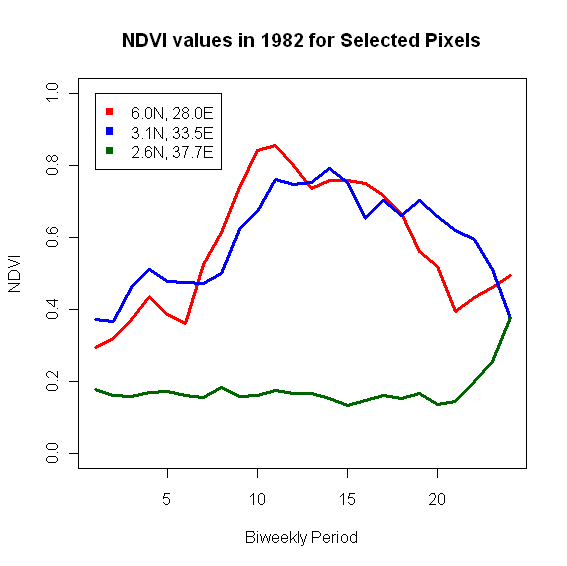 NDVI values in 1982 for Selected Pixels
1.0
0.8
0.6
0.4
0.2
0.0
NDVI
6.0N, 28.0E
3.1N, 33.5E
2.6N, 37.7E
5 10 15 20
Biweekly Period